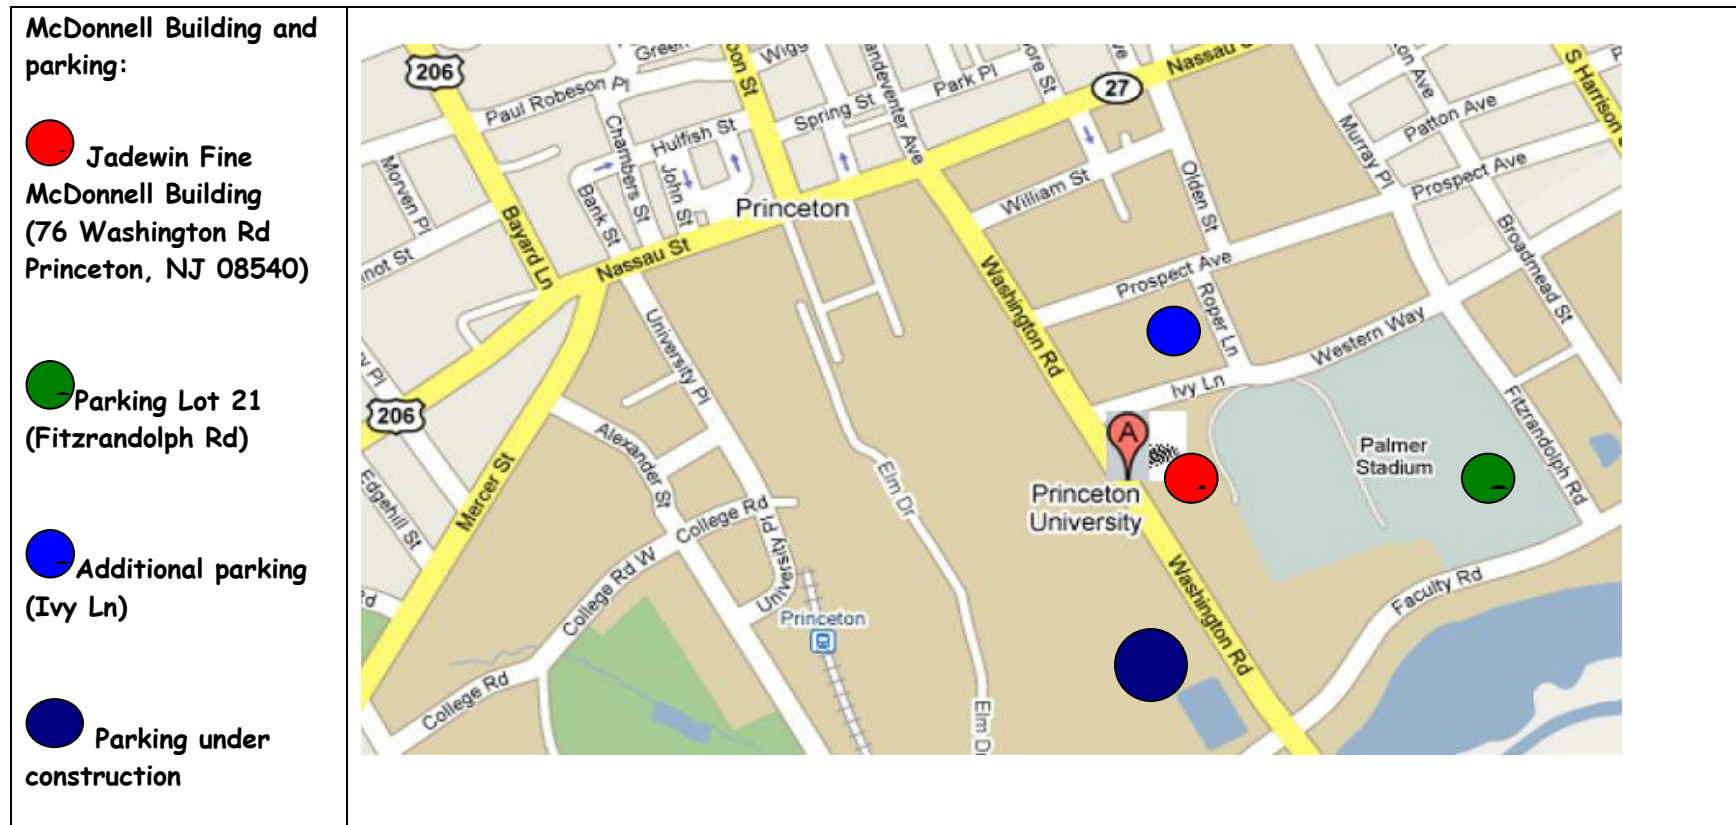 McDonnell Building and
parking:
Jadewin Fine
McDonnell Building
(76 Washington Rd
Princeton, NJ 08540)
Parking Lot 21
(Fitzrandolph Rd)
Additional parking
(Ivy Ln)
Parking under
construction
206
Green
Wigg
Nassau S
27
Paul Robeson Pl
Park Pl
Spring St
Hulfish St
Chambers St
John St
Bank St
Morven Pl
Bayard Ln
Nassau St
Princeton
William St
Olden St
Murray Pl
Patton Ave
Prospect Ave
S Harrison
Broadmead St
Prospect Ave
Roper Ln
Western Way
Ivy Ln
Washington Rd
University Pl
206
Alexander St
Mercer St
Edgehill St
Elm Dr
A
Princeton
University
Palmer
Stadium
Fitzrandolph Rd
College Rd
College Rd W
University Pl
Princeton
Washington Rd
Faculty Rd
College Rd
Elm D